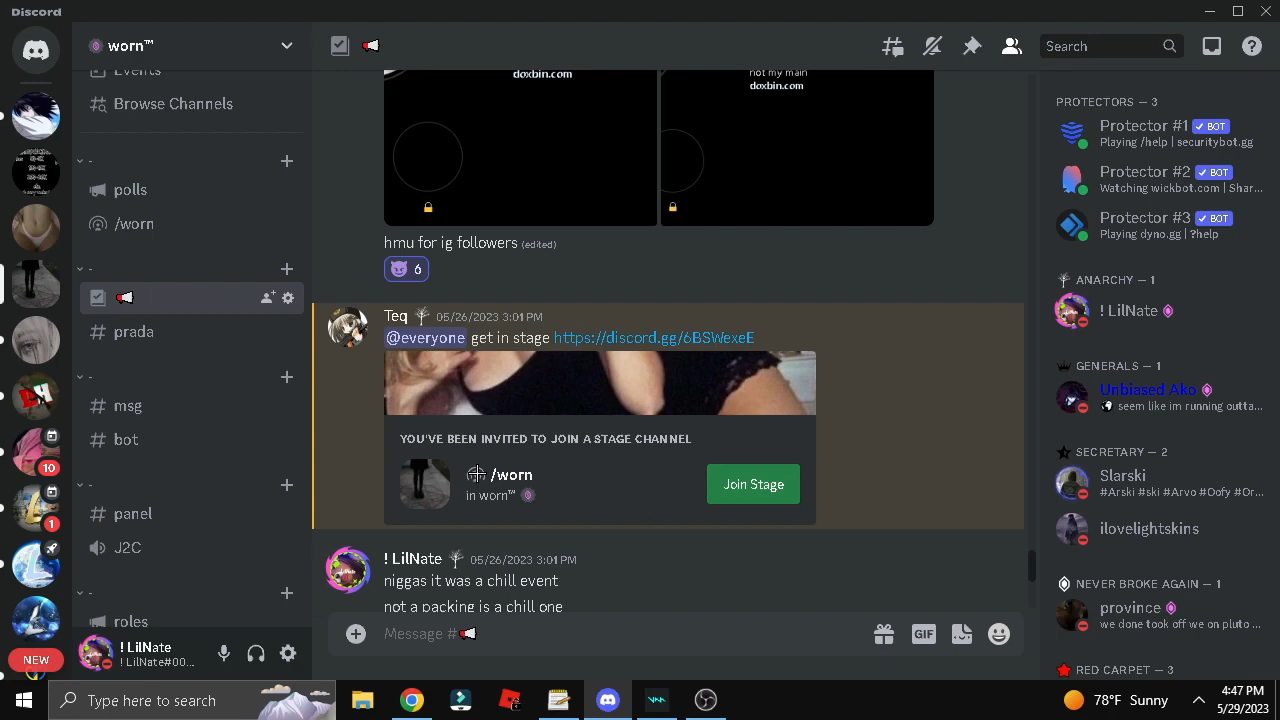 Discord
worn™
Search
Events
Browse Channels
-
polls
/worn
-
prada
-
msg
bot
-
panel
J2C
-
roles
! LilNate
! LilNate#00...
NEW
10
1
doxbin.com
not my main
doxbin.com
hmu for ig followers (edited)
6
Teq 05/26/2023 3:01 PM
@everyone get in stage https://discord.gg/6BSWexeE
YOU'VE BEEN INVITED TO JOIN A STAGE CHANNEL
/worn
in worn™
Join Stage
! LilNate 05/26/2023 3:01 PM
niggas it was a chill event
not a packing is a chill one
Message #
GIF
PROTECTORS — 3
Protector #1 BOT
Playing /help | securitybot.gg
Protector #2 BOT
Watching wickbot.com | Shar...
Protector #3 BOT
Playing dyno.gg | ?help
ANARCHY — 1
! LilNate
GENERALS — 1
Unbiased Ako
seem like im running outta...
SECRETARY — 2
Slarski
#Arski #ski #Arvo #Oofy #Or...
ilovelightskins
NEVER BROKE AGAIN — 1
province
we done took off we on pluto ...
RED CARPET — 3
Type here to search
78°F Sunny
4:47 PM
5/29/2023